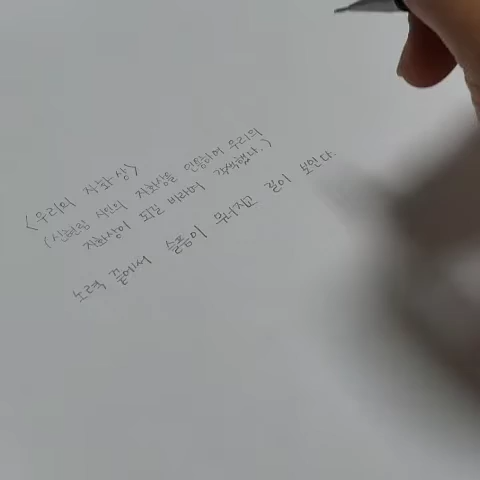 <우리의 자화상>
(신현림 시인의 자화상을 인용하여 우리의
자화상이 되길 바라며 각색했다.)
노력 끝에서 슬픔이 무너지고 길이 보인다.